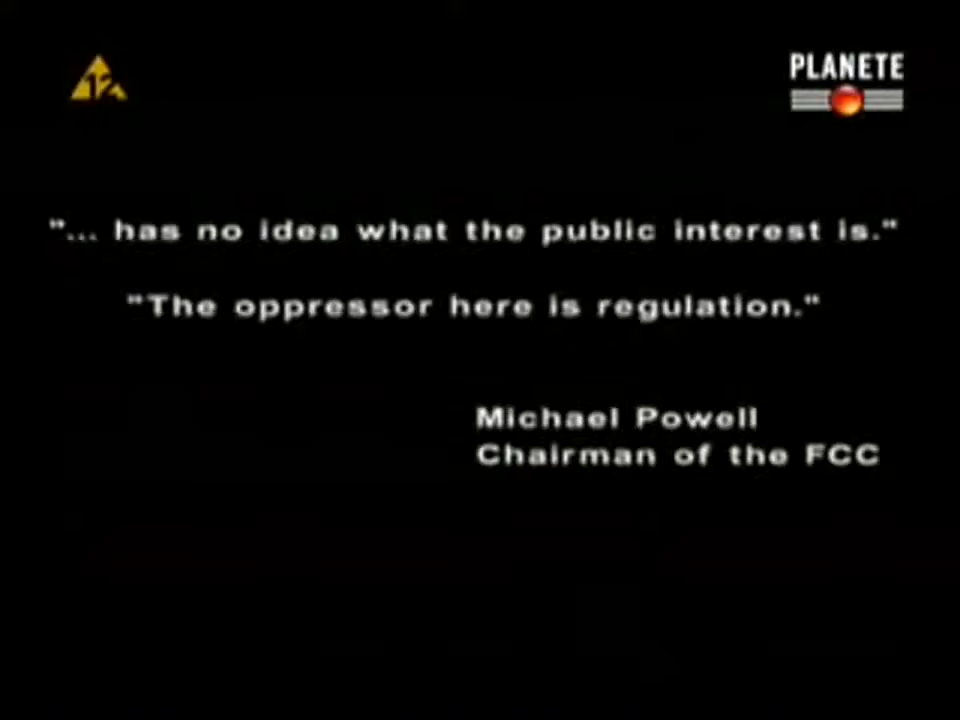 12
PLANETE
"... has no idea what the public interest is."
"The oppressor here is regulation."
Michael Powell
Chairman of the FCC